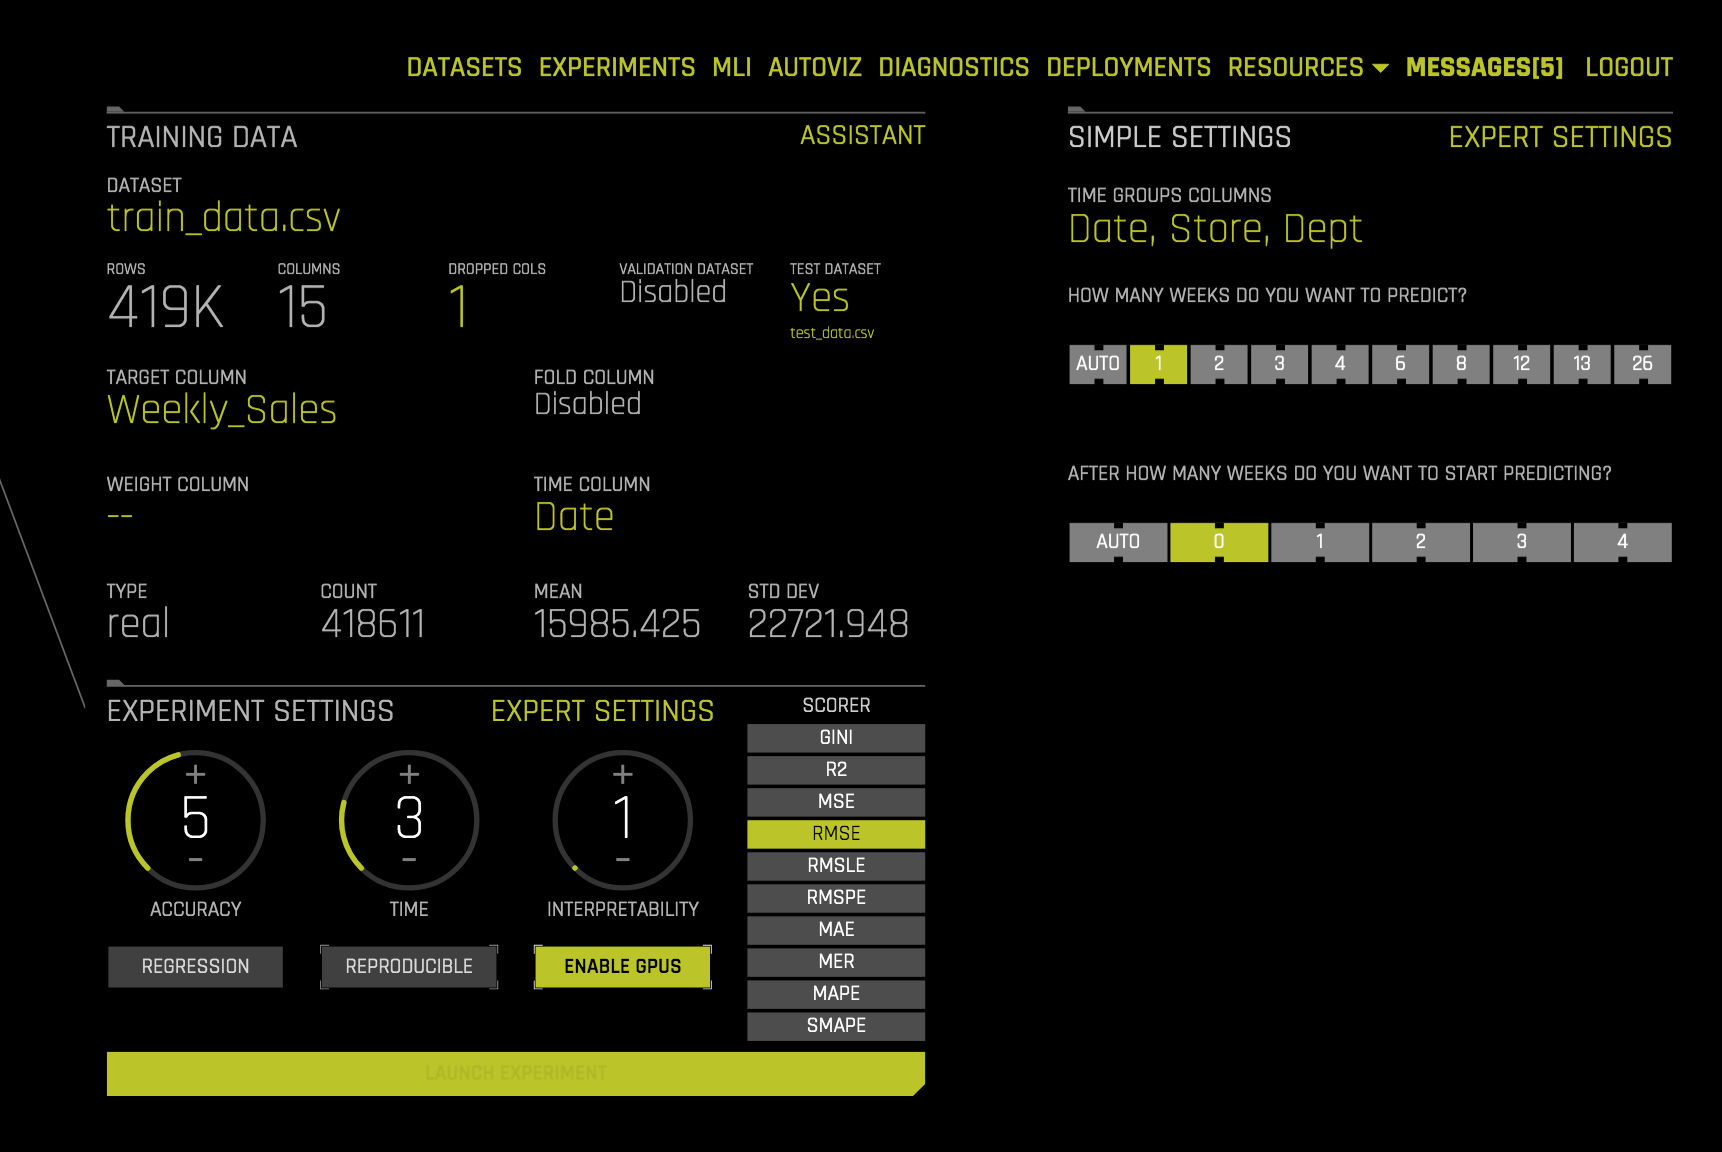 DATASETS EXPERIMENTS MLI AUTOVIZ DIAGNOSTICS DEPLOYMENTS RESOURCES MESSAGES[5] LOGOUT
TRAINING DATA ASSISTANT
DATASET
train_data.csv
ROWS COLUMNS DROPPED COLS VALIDATION DATASET TEST DATASET
419K 15 1 Disabled Yes
test_data.csv
TARGET COLUMN FOLD COLUMN
Weekly_Sales Disabled
WEIGHT COLUMN TIME COLUMN
-- Date
TYPE COUNT MEAN STD DEV
real 418611 15985.425 22721.948
EXPERIMENT SETTINGS EXPERT SETTINGS
+ + +
5 3 1
- - -
ACCURACY TIME INTERPRETABILITY
REGRESSION REPRODUCIBLE ENABLE GPUS
SCORER
GINI
R2
MSE
RMSE
RMSLE
RMSPE
MAE
MER
MAPE
SMAPE
LAUNCH EXPERIMENT
SIMPLE SETTINGS EXPERT SETTINGS
TIME GROUPS COLUMNS
Date, Store, Dept
HOW MANY WEEKS DO YOU WANT TO PREDICT?
AUTO 1 2 3 4 6 8 12 13 26
AFTER HOW MANY WEEKS DO YOU WANT TO START PREDICTING?
AUTO 0 1 2 3 4